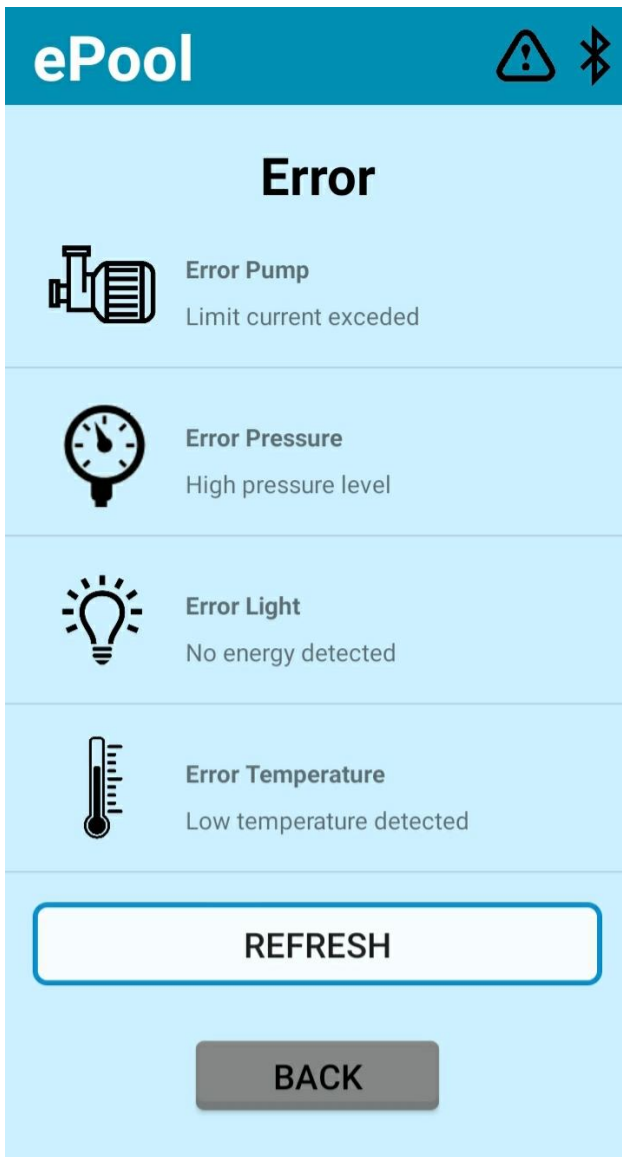 ePool
Error
Error Pump
Limit current exceded
Error Pressure
High pressure level
Error Light
No energy detected
Error Temperature
Low temperature detected
REFRESH
BACK